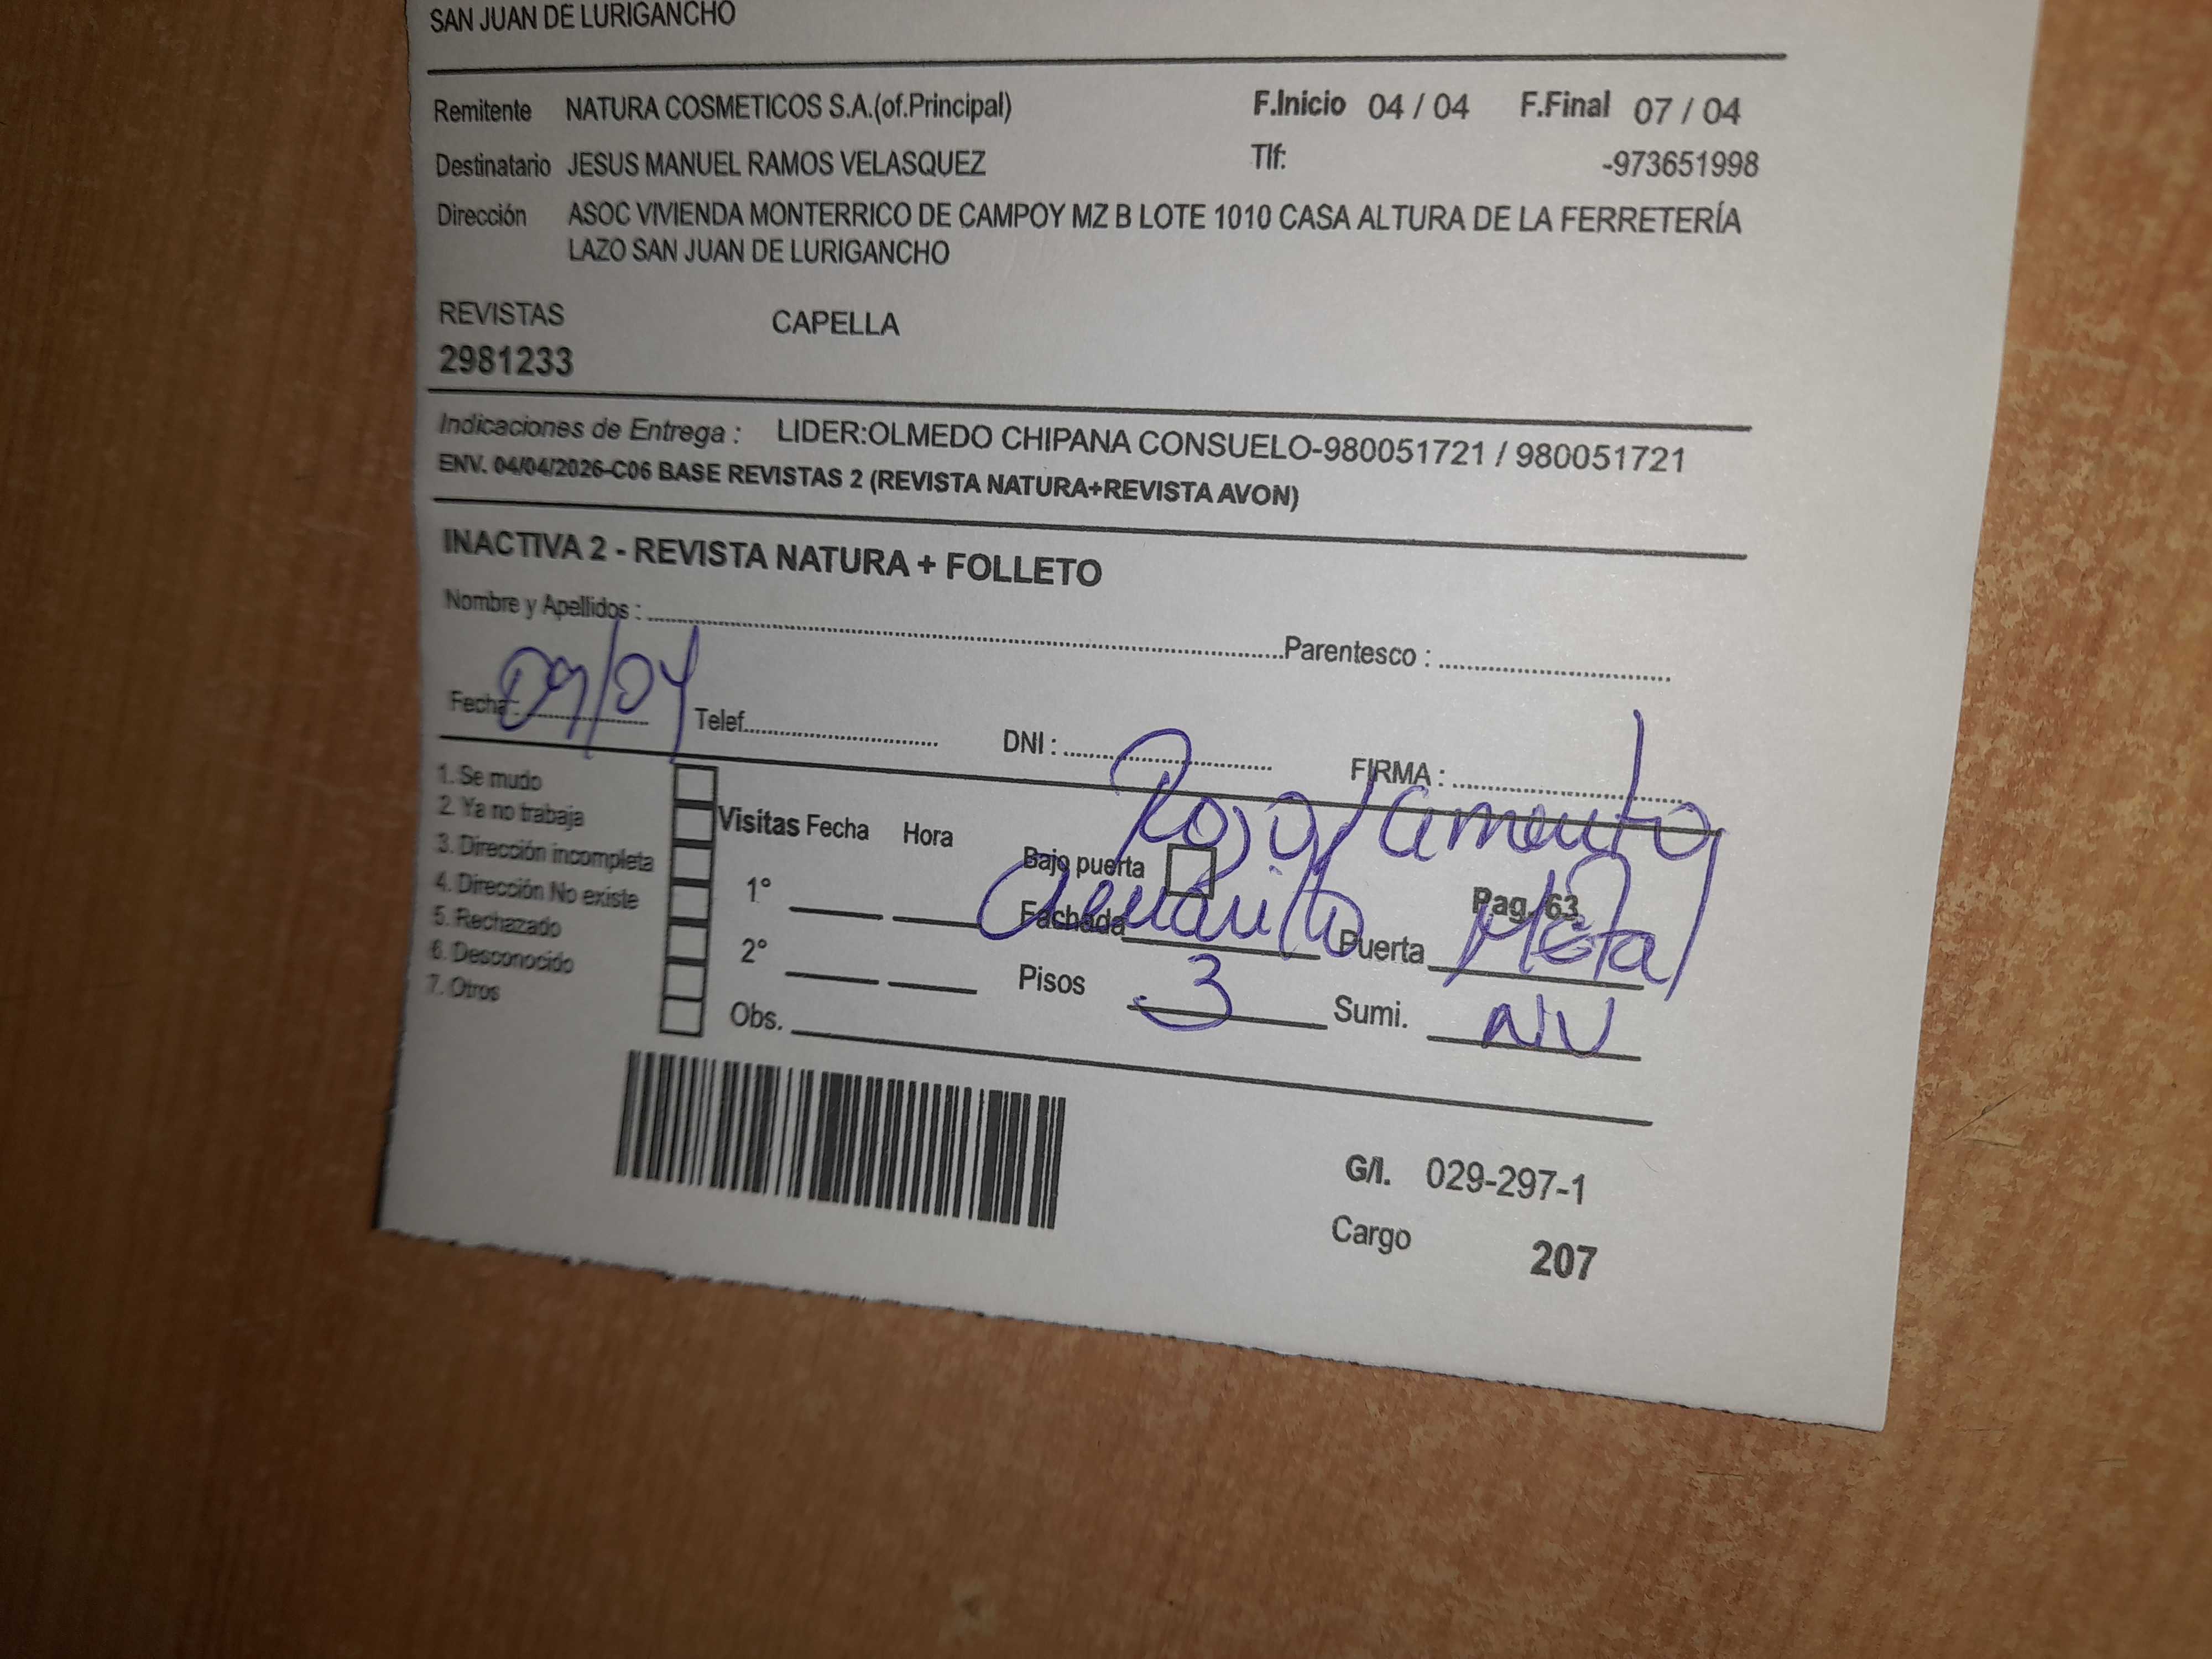 SAN JUAN DE LURIGANCHO
Remitente NATURA COSMETICOS S.A.(of.Principal) F.Inicio 04 / 04 F.Final 07 / 04
Destinatario JESUS MANUEL RAMOS VELASQUEZ Tlf: -973651998
Dirección ASOC VIVIENDA MONTERRICO DE CAMPOY MZ B LOTE 1010 CASA ALTURA DE LA FERRETERÍA
LAZO SAN JUAN DE LURIGANCHO
REVISTAS CAPELLA
2981233
Indicaciones de Entrega : LIDER:OLMEDO CHIPANA CONSUELO-980051721 / 980051721
ENV. 04/04/2026-C06 BASE REVISTAS 2 (REVISTA NATURA+REVISTA AVON)
INACTIVA 2 - REVISTA NATURA + FOLLETO
Nombre y Apellidos : Parentesco :
Fecha : 09/04 Telef. DNI : FIRMA :
1. Se mudo
2. Ya no trabaja
3. Dirección incompleta
4. Dirección No existe
5. Rechazado
6. Desconocido
7. Otros
Visitas Fecha Hora
Bajo puerta
1° Fachada Puerta Metal
Pag. 63
2° Pisos 3 Sumi. NV
Obs.
G/I. 029-297-1
Cargo 207